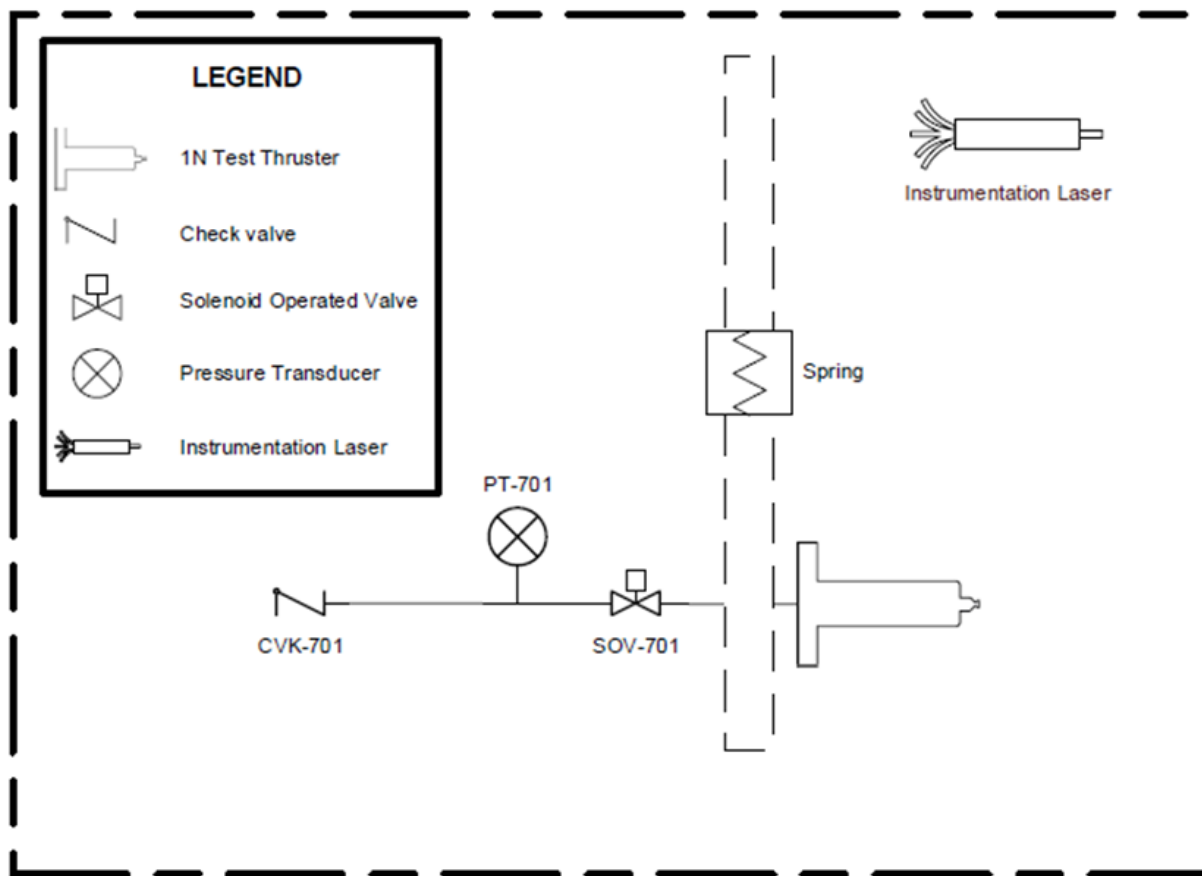 LEGEND
1N Test Thruster
Check valve
Solenoid Operated Valve
Pressure Transducer
Instrumentation Laser
Instrumentation Laser
Spring
PT-701
CVK-701
SOV-701